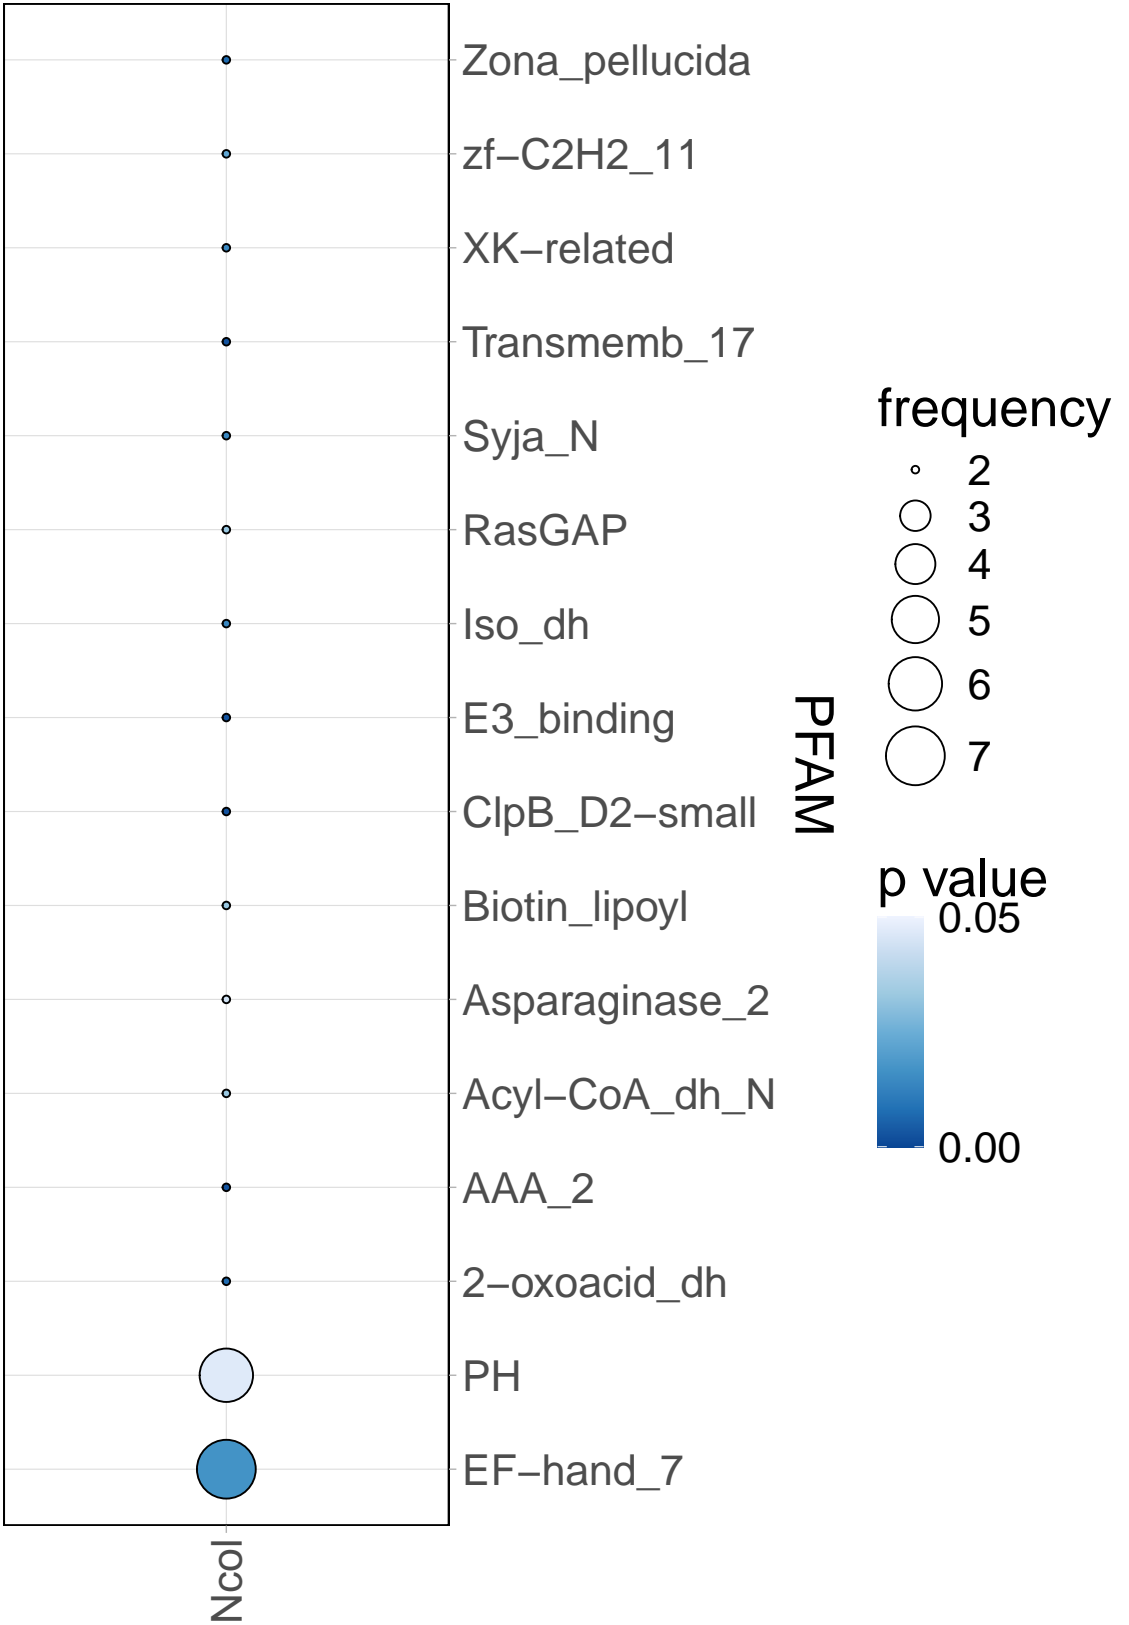 Zona_pellucida
zf−C2H2_11
XK−related
Transmemb_17
Syja_N
RasGAP
Iso_dh
E3_binding
ClpB_D2−small
Biotin_lipoyl
Asparaginase_2
Acyl−CoA_dh_N
AAA_2
2−oxoacid_dh
PH
EF−hand_7
Ncol
PFAM
frequency
2
3
4
5
6
7
p value
0.05
0.00